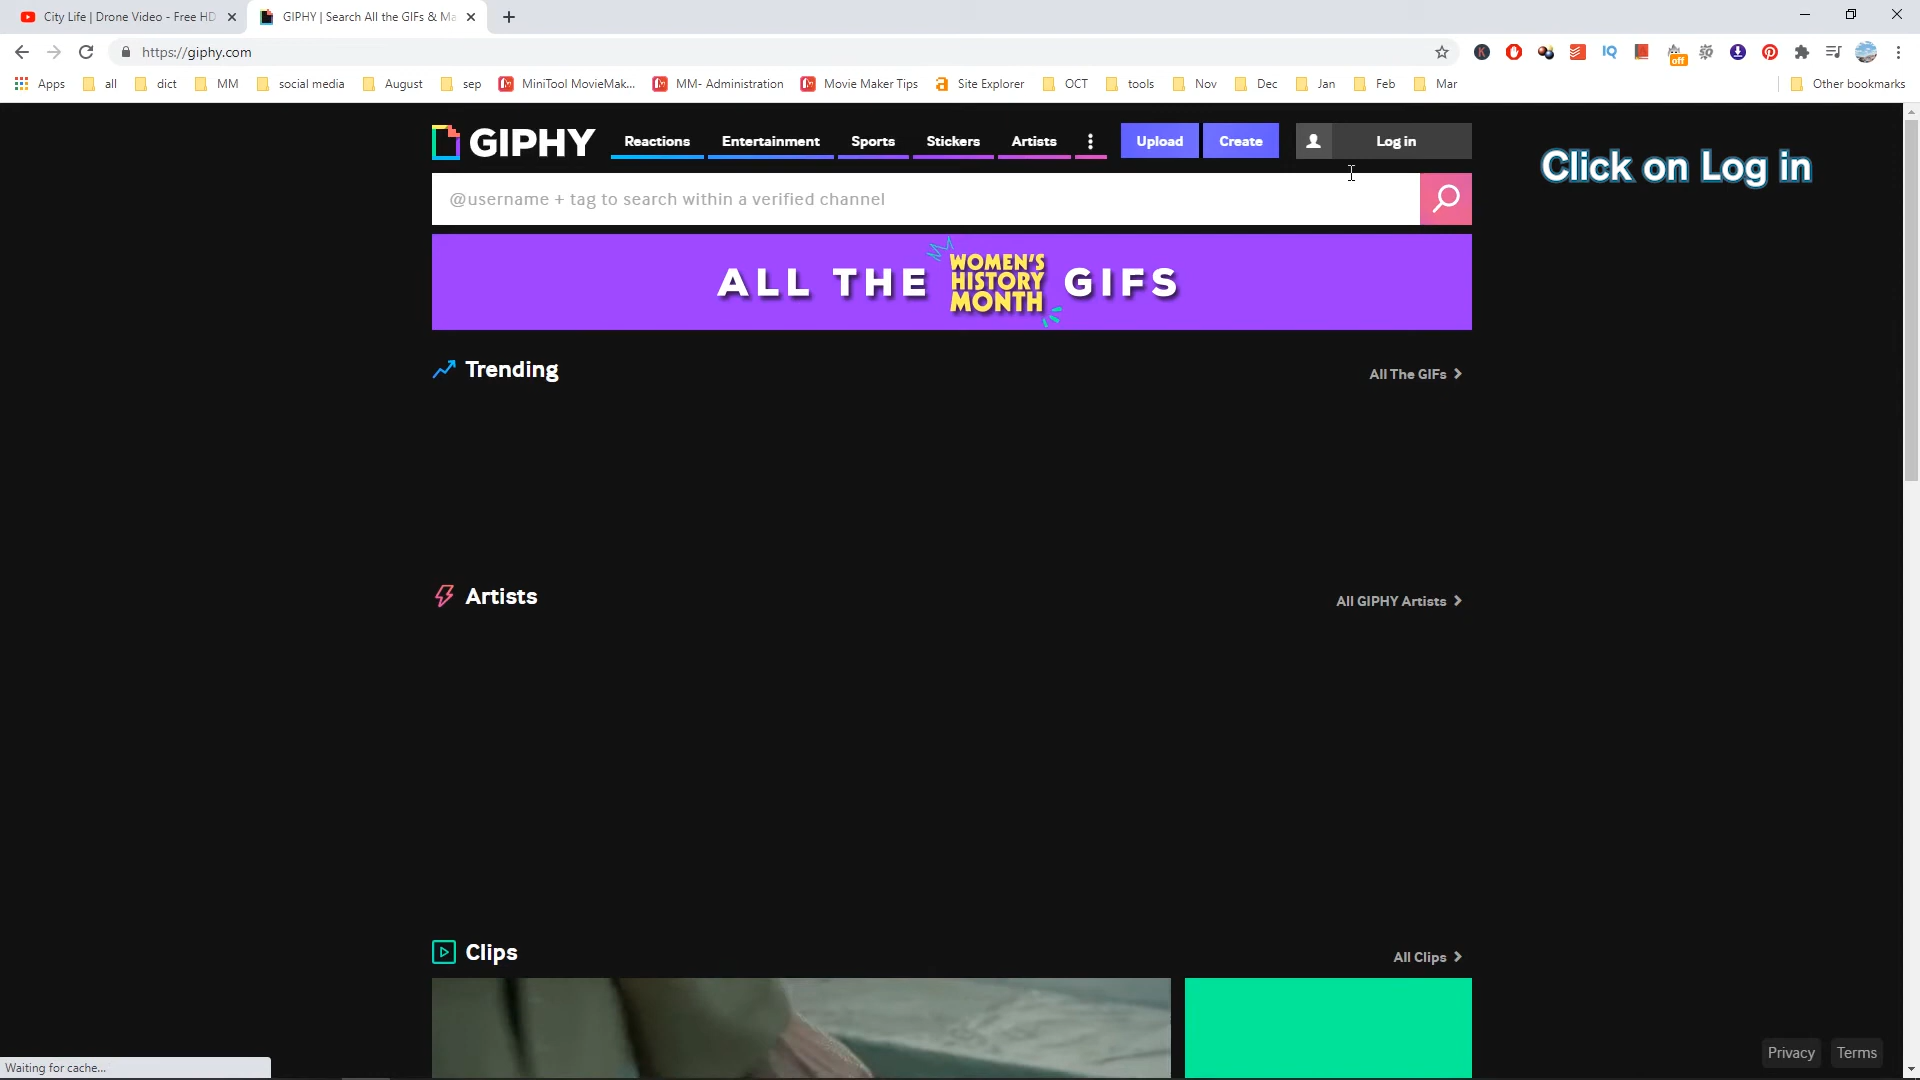 City Life | Drone Video - Free HD
GIPHY | Search All the GIFs & Ma
https://giphy.com
off
Apps all dict MM social media August sep MiniTool MovieMak... MM- Administration Movie Maker Tips Site Explorer OCT tools Nov Dec Jan Feb Mar Other bookmarks
GIPHY Reactions Entertainment Sports Stickers Artists Upload Create Log in
Click on Log in
@username + tag to search within a verified channel
ALL THE WOMEN'S HISTORY MONTH GIFS
Trending All The GIFs
Artists All GIPHY Artists
Clips All Clips
Privacy Terms
Waiting for cache...